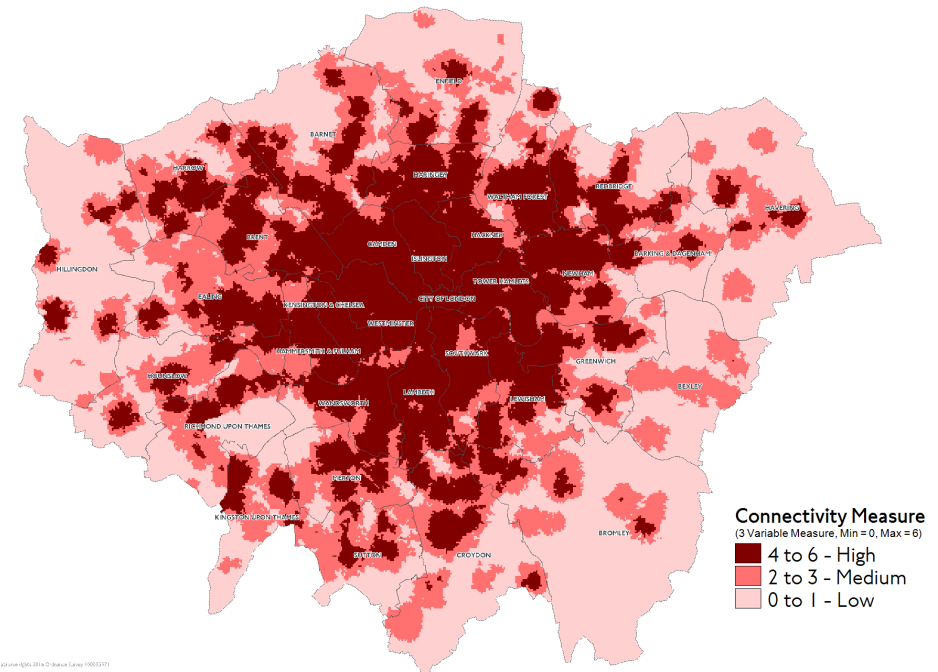 ENFIELD
BARNET
HARROW
HARINGEY
WALTHAM FOREST
REDBRIDGE
HAVERING
BRENT
CAMDEN
HACKNEY
ISLINGTON
BARKING & DAGENHAM
HILLINGDON
NEWHAM
TOWER HAMLETS
EALING
KENSINGTON & CHELSEA
CITY OF LONDON
WESTMINSTER
HAMMERSMITH & FULHAM
SOUTHWARK
GREENWICH
HOUNSLOW
BEXLEY
WANDSWORTH
LAMBETH
LEWISHAM
RICHMOND UPON THAMES
MERTON
KINGSTON UPON THAMES
BROMLEY
SUTTON
CROYDON
Connectivity Measure
(3 Variable Measure, Min = 0, Max = 6)
4 to 6 - High
2 to 3 - Medium
0 to 1 - Low